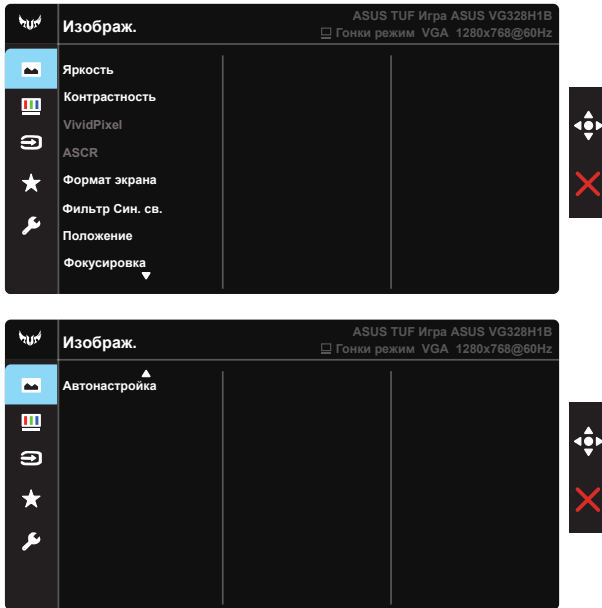 ASUS TUF Игра ASUS VG328H1B
Изображ.
Гонки режим VGA 1280x768@60Hz
Яркость
Контрастность
VividPixel
ASCR
Формат экрана
Фильтр Син. св.
Положение
Фокусировка
ASUS TUF Игра ASUS VG328H1B
Изображ.
Гонки режим VGA 1280x768@60Hz
Автонастройка